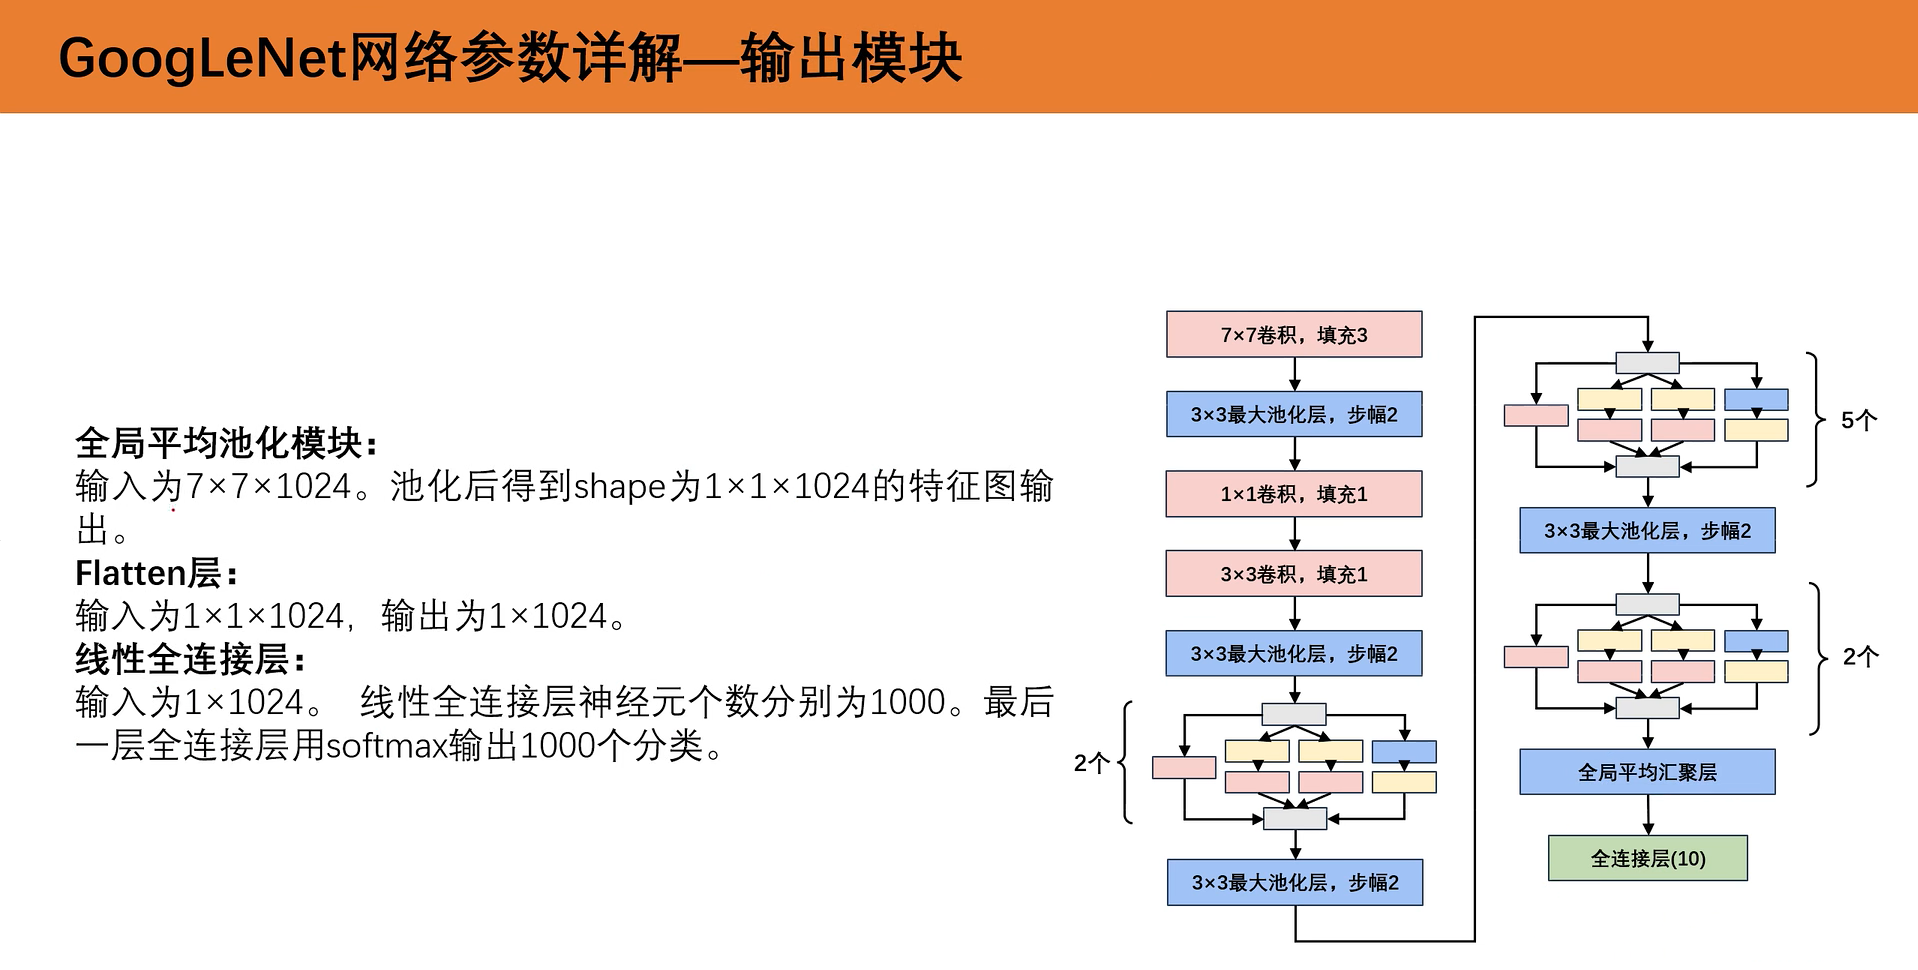 GoogLeNet网络参数详解—输出模块
全局平均池化模块：
输入为7×7×1024。池化后得到shape为1×1×1024的特征图输
出。
Flatten层：
输入为1×1×1024，输出为1×1024。
线性全连接层：
输入为1×1024。 线性全连接层神经元个数分别为1000。最后
一层全连接层用softmax输出1000个分类。
7×7卷积，填充3
3×3最大池化层，步幅2
1×1卷积，填充1
3×3卷积，填充1
3×3最大池化层，步幅2
2个
3×3最大池化层，步幅2
5个
3×3最大池化层，步幅2
2个
全局平均汇聚层
全连接层(10)